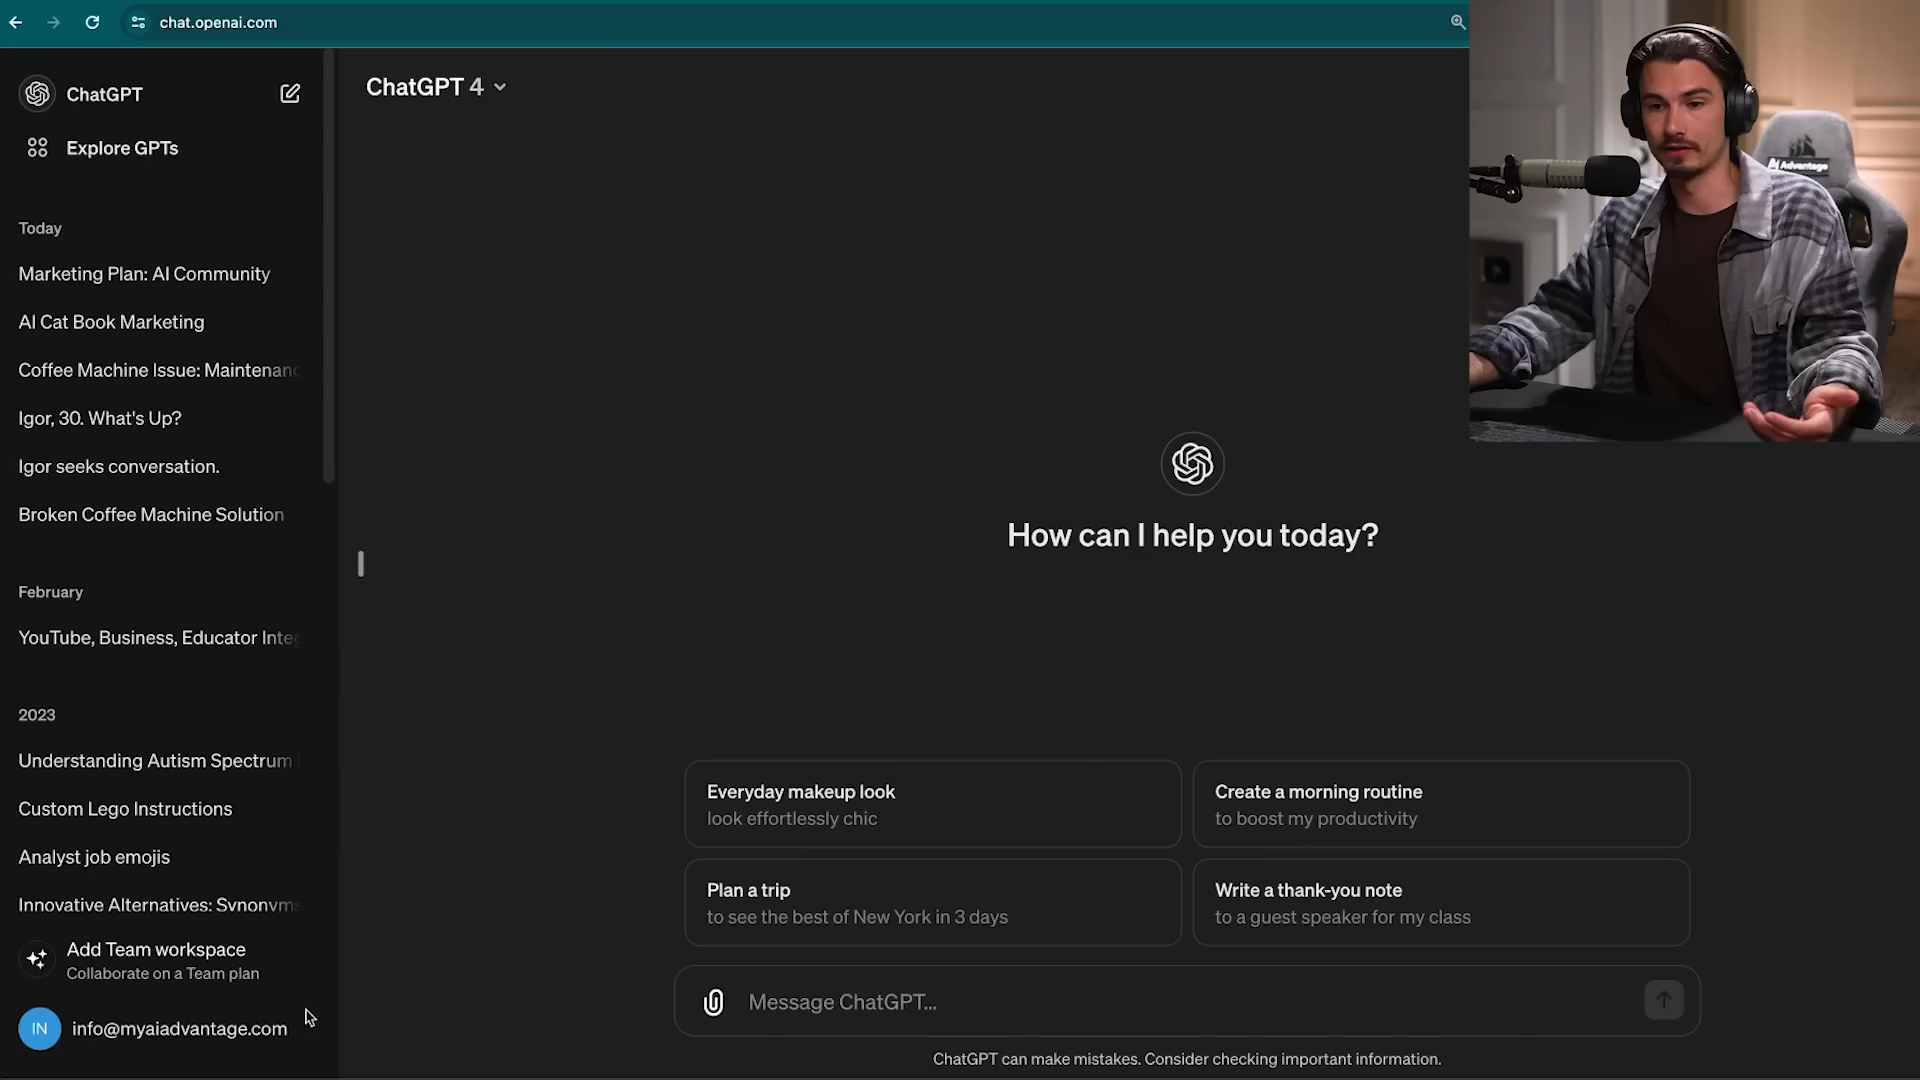 chat.openai.com
ChatGPT
Explore GPTs
Today
Marketing Plan: AI Community
AI Cat Book Marketing
Coffee Machine Issue: Maintenanc
Igor, 30. What's Up?
Igor seeks conversation.
Broken Coffee Machine Solution
February
YouTube, Business, Educator Integ
2023
Understanding Autism Spectrum
Custom Lego Instructions
Analyst job emojis
Innovative Alternatives: Synonyms
Add Team workspace
Collaborate on a Team plan
IN
info@myaiadvantage.com
ChatGPT 4
AI Advantage
How can I help you today?
Everyday makeup look
look effortlessly chic
Create a morning routine
to boost my productivity
Plan a trip
to see the best of New York in 3 days
Write a thank-you note
to a guest speaker for my class
Message ChatGPT...
ChatGPT can make mistakes. Consider checking important information.